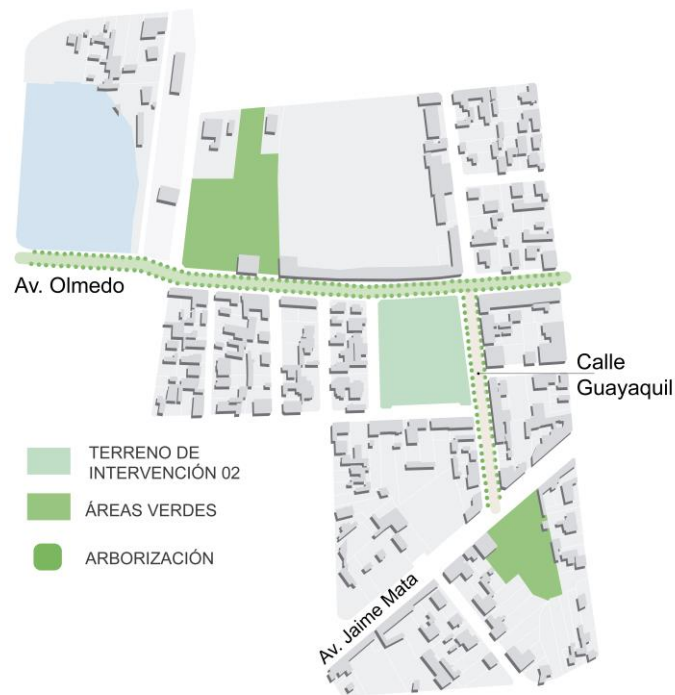 Av. Olmedo
Calle
Guayaquil
TERRENO DE
INTERVENCIÓN 02
ÁREAS VERDES
ARBORIZACIÓN
Av. Jaime Mata